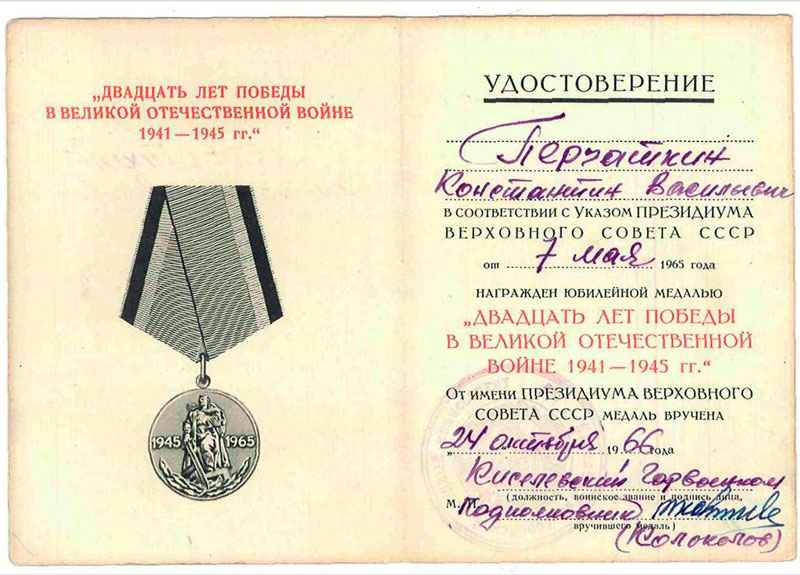 „ДВАДЦАТЬ ЛЕТ ПОБЕДЫ
В ВЕЛИКОЙ ОТЕЧЕСТВЕННОЙ ВОЙНЕ
1941—1945 гг.“
1945 1965
УДОСТОВЕРЕНИЕ
Перчаткин
Константин Васильевич
В СООТВЕТСТВИИ С УКАЗОМ ПРЕЗИДИУМА
ВЕРХОВНОГО СОВЕТА СССР
от 7 мая 1965 года
НАГРАЖДЕН ЮБИЛЕЙНОЙ МЕДАЛЬЮ
„ДВАДЦАТЬ ЛЕТ ПОБЕДЫ
В ВЕЛИКОЙ ОТЕЧЕСТВЕННОЙ
ВОЙНЕ 1941—1945 гг.“
ОТ ИМЕНИ ПРЕЗИДИУМА ВЕРХОВНОГО
СОВЕТА СССР МЕДАЛЬ ВРУЧЕНА
„24 октября 1966 года
Киселевский Горвоенком
(должность, воинское звание и подпись лица,
М. П. Подполковник
вручившего медаль)
(Колоколов)